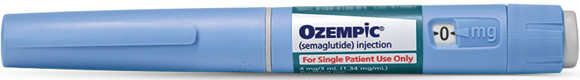 OZEMPIC®
(semaglutide) injection
For Single Patient Use Only
4 mg/3 mL (1.34 mg/mL)
0 mg